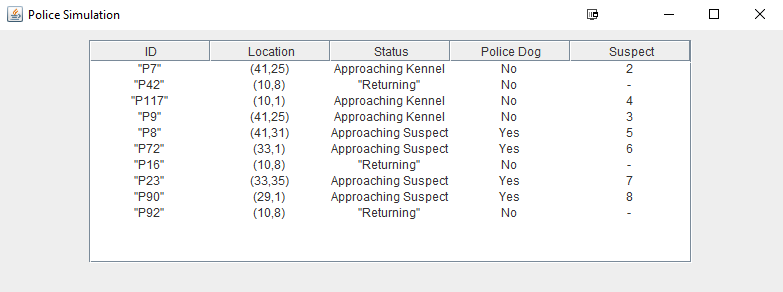 Police Simulation
ID Location Status Police Dog Suspect
"P7" (41,25) Approaching Kennel No 2
"P42" (10,8) "Returning" No -
"P117" (10,1) Approaching Kennel No 4
"P9" (41,25) Approaching Kennel No 3
"P8" (41,31) Approaching Suspect Yes 5
"P72" (33,1) Approaching Suspect Yes 6
"P16" (10,8) "Returning" No -
"P23" (33,35) Approaching Suspect Yes 7
"P90" (29,1) Approaching Suspect Yes 8
"P92" (10,8) "Returning" No -